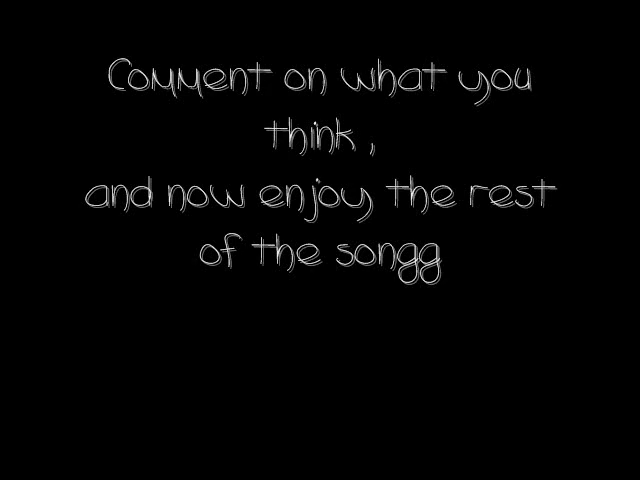 Comment on what you
think ,
and now enjoy the rest
of the songg